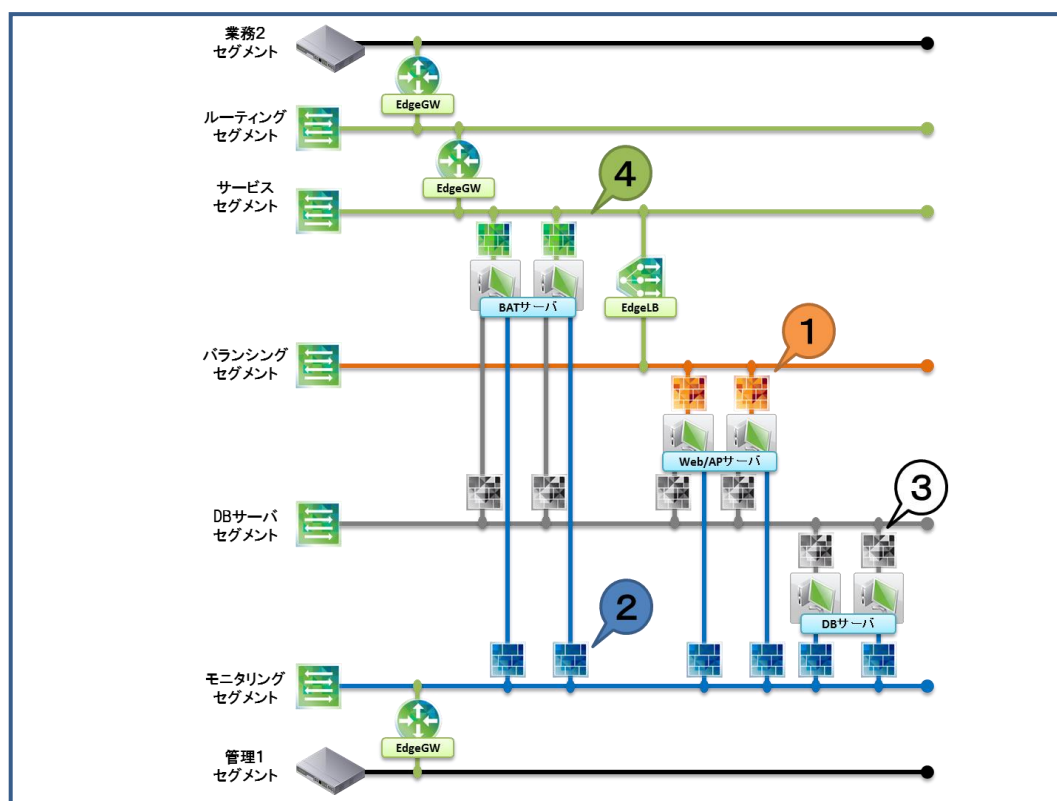 業務2
セグメント
EdgeGW
ルーティング
セグメント
EdgeGW
サービス
セグメント
4
BATサーバ
EdgeLB
1
バランシング
セグメント
Web/APサーバ
3
DBサーバ
セグメント
2
DBサーバ
モニタリング
セグメント
EdgeGW
管理1
セグメント